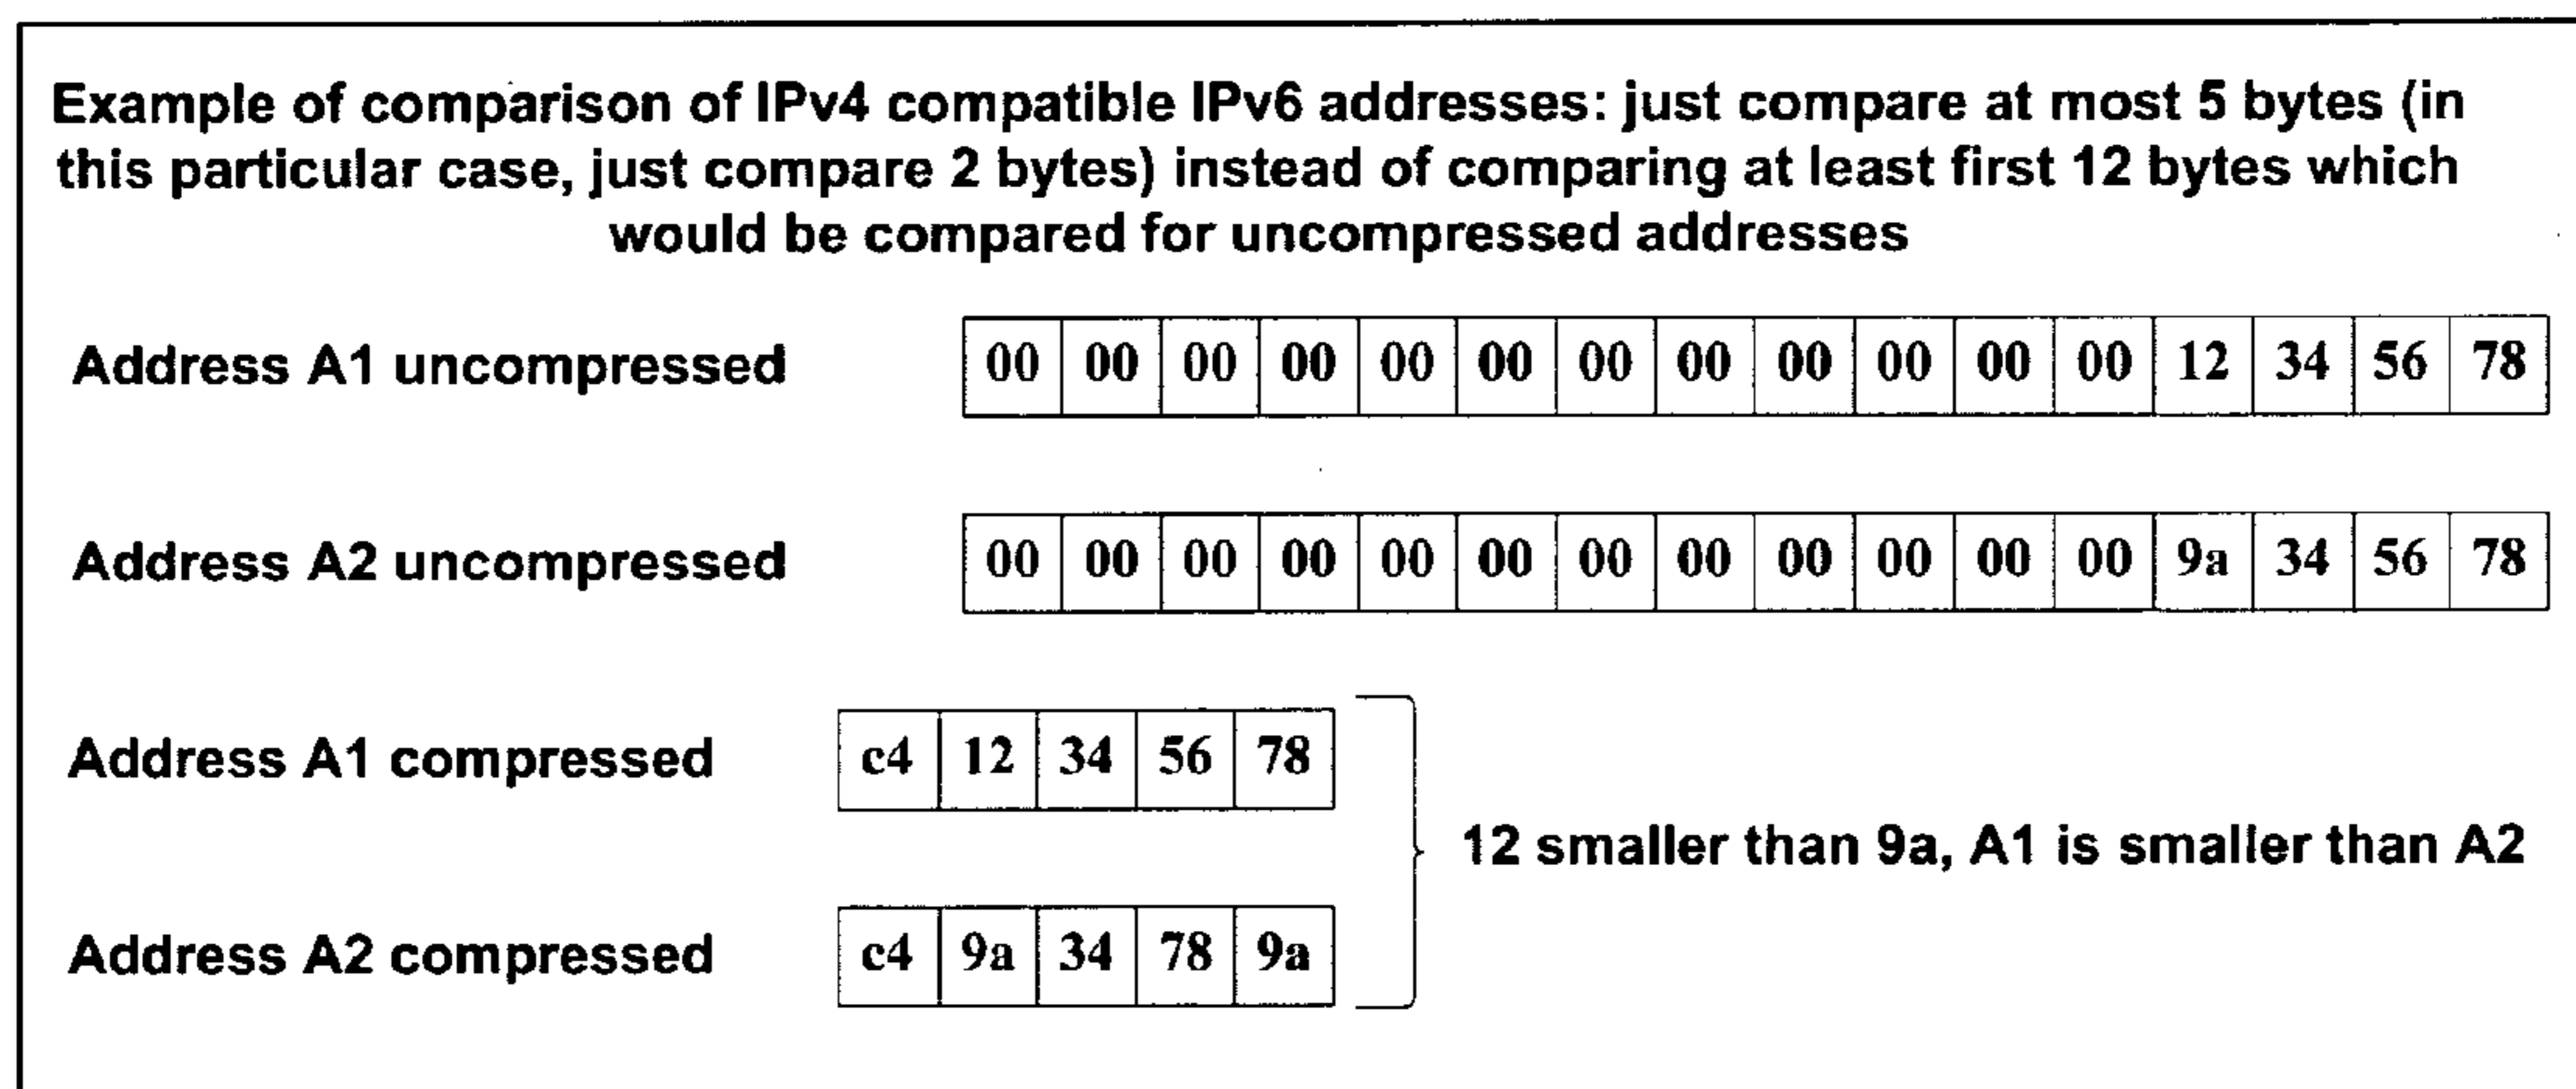 Example of comparison of IPv4 compatible IPv6 addresses: just compare at most 5 bytes (in
this particular case, just compare 2 bytes) instead of comparing at least first 12 bytes which
would be compared for uncompressed addresses
Address A1 uncompressed 00 00 00 00 00 00 00 00 00 00 00 00 12 34 56 78
Address A2 uncompressed 00 00 00 00 00 00 00 00 00 00 00 00 9a 34 56 78
Address A1 compressed c4 12 34 56 78
12 smaller than 9a, A1 is smaller than A2
Address A2 compressed c4 9a 34 78 9a